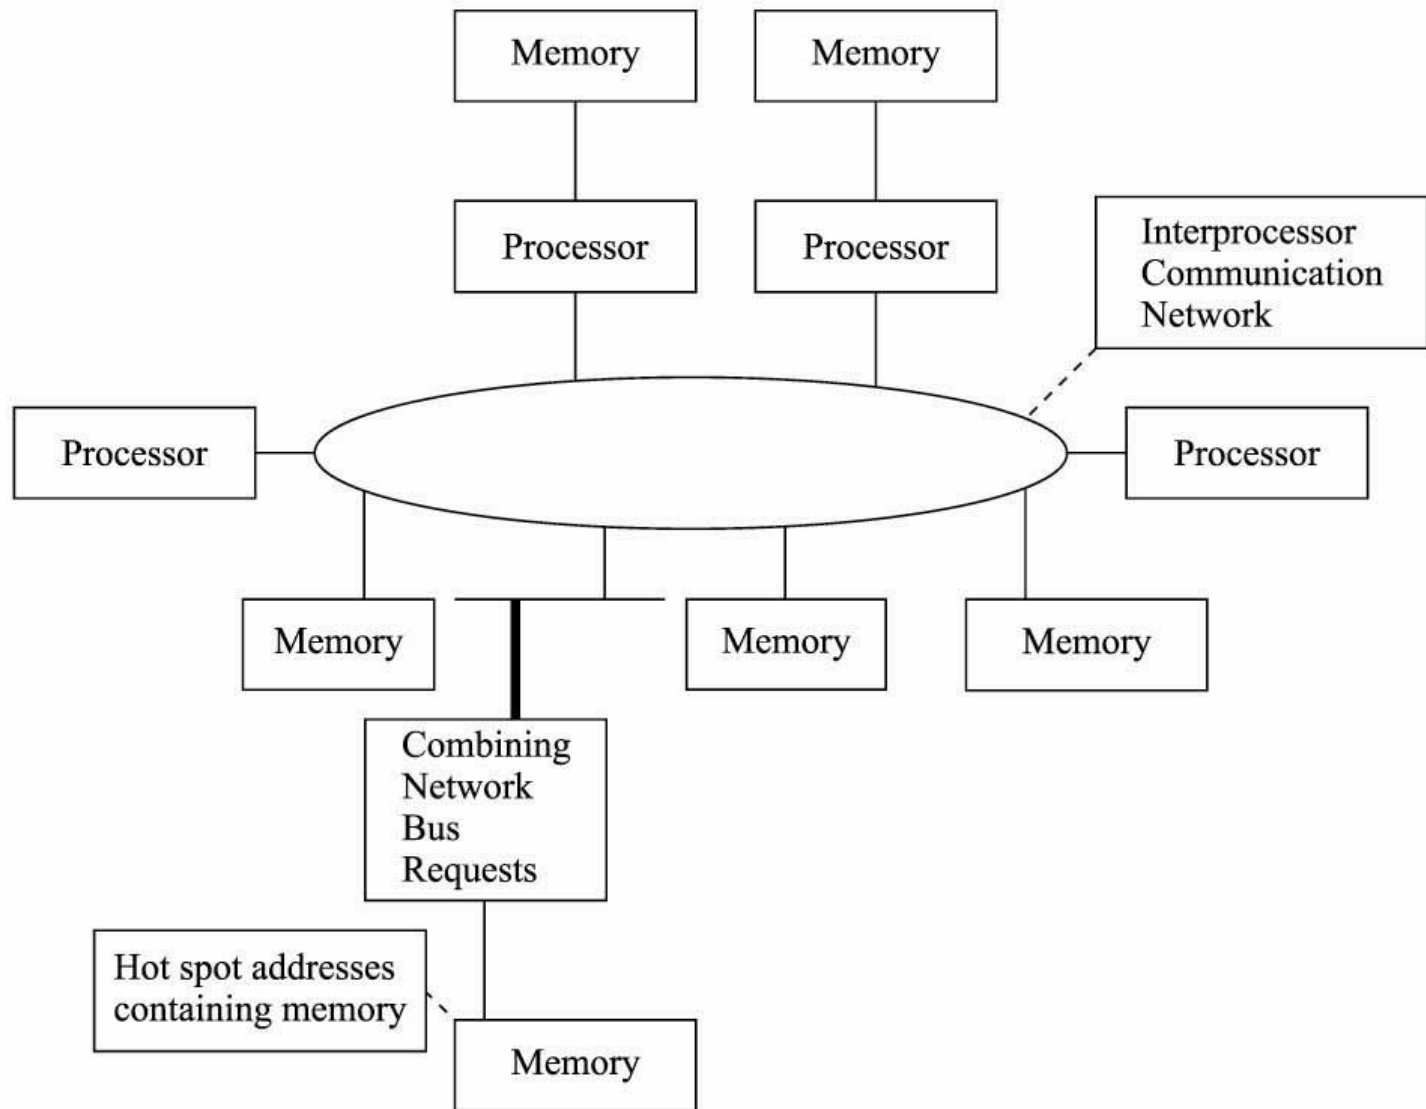 Memory
Memory
Processor
Processor
Interprocessor
Communication
Network
Processor
Processor
Memory
Memory
Memory
Combining
Network
Bus
Requests
Hot spot addresses
containing memory
Memory